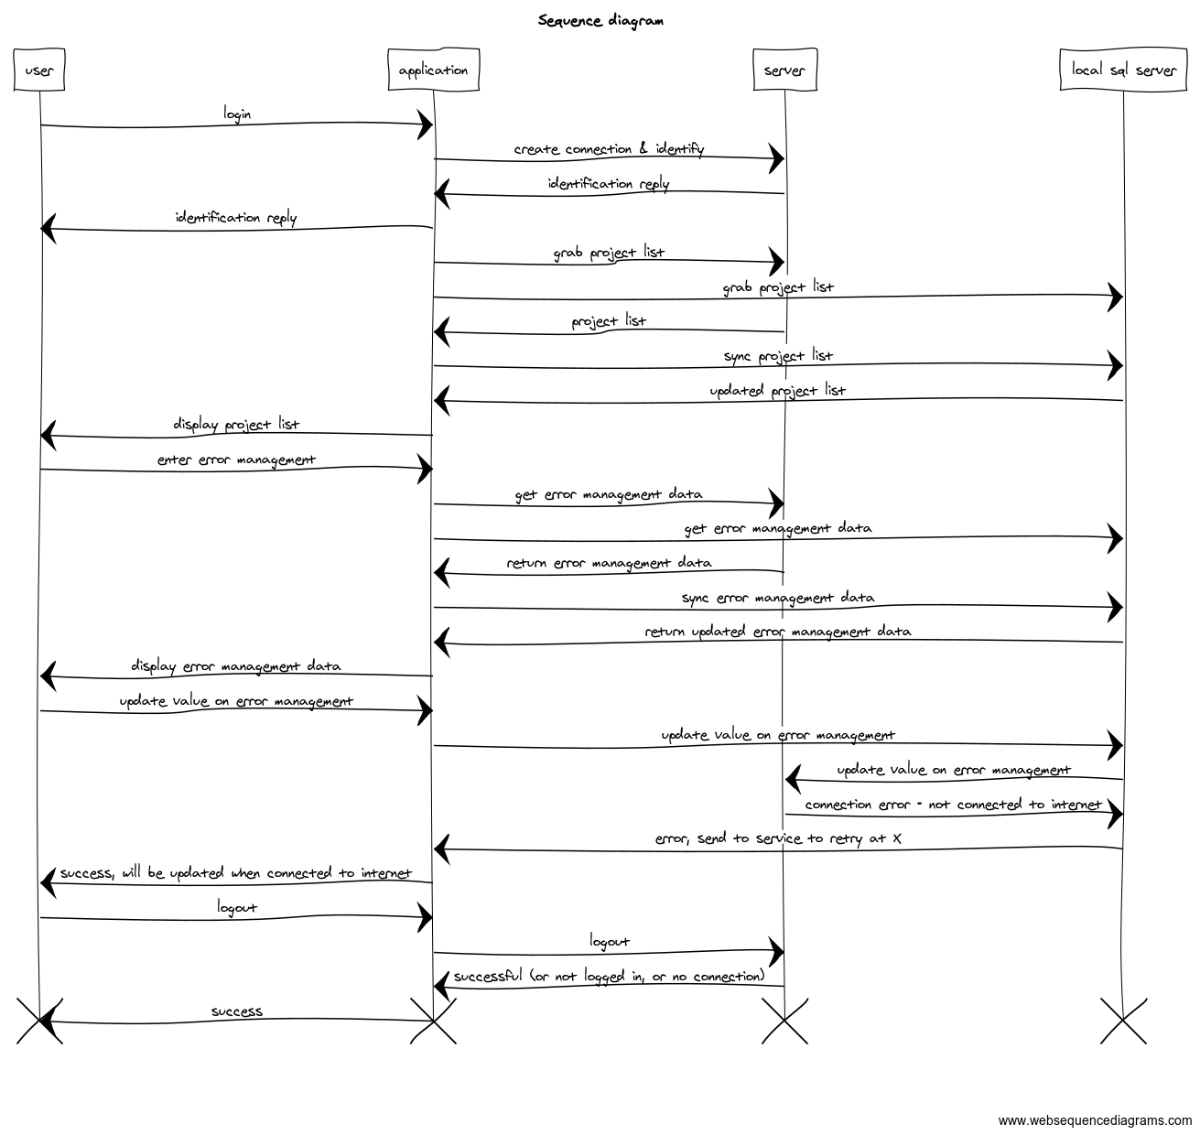 Sequence diagram
user
application
server
local sql server
login
create connection & identify
identification reply
identification reply
grab project list
grab project list
project list
sync project list
updated project list
display project list
enter error management
get error management data
get error management data
return error management data
sync error management data
return updated error management data
display error management data
update value on error management
update value on error management
update value on error management
connection error - not connected to internet
error, send to service to retry at X
success, will be updated when connected to internet
logout
logout
successful (or not logged in, or no connection)
success
www.websequencediagrams.com